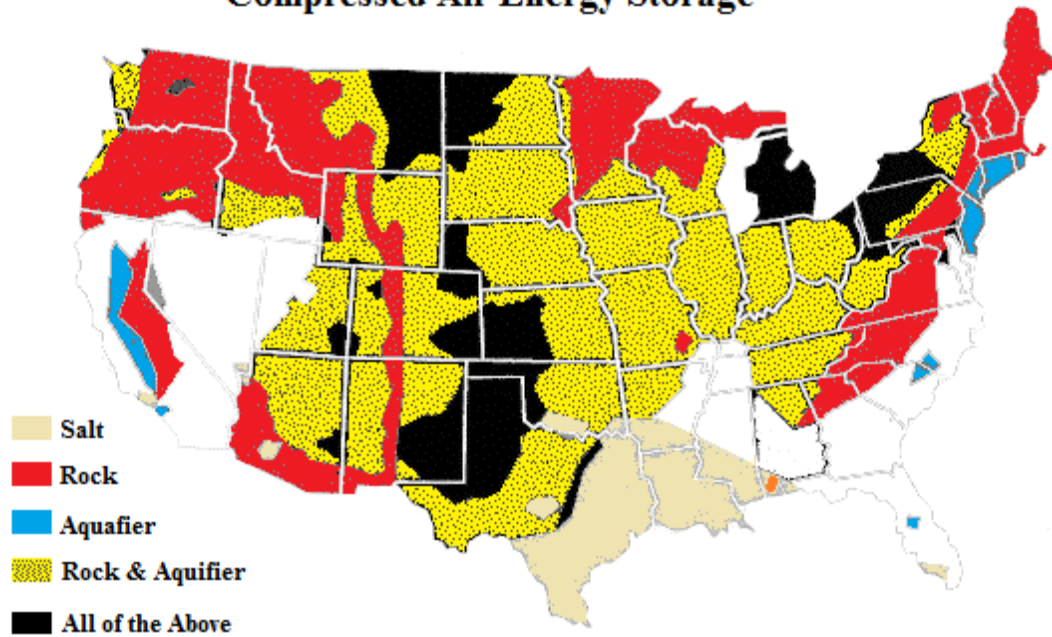 Compressed Air Energy Storage
Salt
Rock
Aquafier
Rock & Aquifier
All of the Above